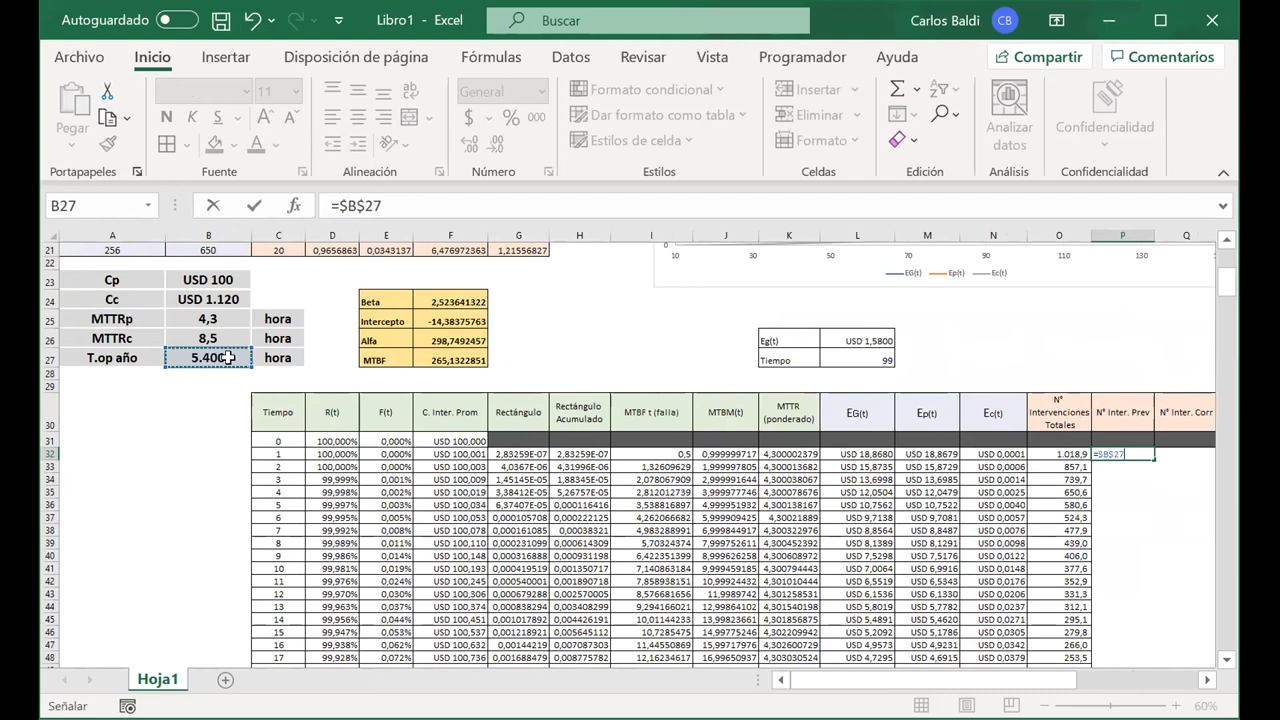 Autoguardado Libro1 - Excel Buscar Carlos Baldi CB
Archivo Inicio Insertar Disposición de página Fórmulas Datos Revisar Vista Programador Ayuda Compartir Comentarios
Pegar 11 General Formato condicional Insertar Analizar datos Confidencialidad
N K S Dar formato como tabla Eliminar
$ % 000 Estilos de celda Formato
Portapapeles Fuente Alineación Número Estilos Celdas Edición Análisis Confidencialidad
B27 fx =$B$27
A B C D E F G H I J K L M N O P Q
21 256 650 20 0,9656863 0,0343137 6,476972363 1,21556827 0
22 10 30 50 70 90 110 130
23 Cp USD 100 EG(t) Ep(t) Ec(t)
24 Cc USD 1.120 Beta 2,523641322
25 MTTRp 4,3 hora Intercepto -14,38375763
26 MTTRc 8,5 hora Alfa 298,7492457 Eg(t) USD 1,5800
27 T.op año 5.400 hora MTBF 265,1322851 Tiempo 99
28
29
30 Tiempo R(t) F(t) C. Inter. Prom Rectángulo Rectángulo Acumulado MTBF t (falla) MTBM(t) MTTR (ponderado) EG(t) Ep(t) Ec(t) N° Intervenciones Totales N° Inter. Prev N° Inter. Corr
31 0 100,000% 0,000% USD 100,000
32 1 100,000% 0,000% USD 100,001 2,83259E-07 2,83259E-07 0,5 0,999999717 4,300002379 USD 18,8680 USD 18,8679 USD 0,0001 1.018,9 =$B$27
33 2 100,000% 0,000% USD 100,005 4,0367E-06 4,31996E-06 1,32609629 1,999997805 4,300013682 USD 15,8735 USD 15,8729 USD 0,0006 857,1
34 3 99,999% 0,001% USD 100,010 1,45145E-05 1,88345E-05 2,078067909 2,999991644 4,300038067 USD 13,6998 USD 13,6985 USD 0,0014 739,7
35 4 99,998% 0,002% USD 100,019 3,38412E-05 5,26757E-05 2,812012739 3,999977746 4,300078676 USD 12,0504 USD 12,0479 USD 0,0025 650,6
36 5 99,997% 0,003% USD 100,034 6,37407E-05 0,000116416 3,538816897 4,999952351 4,300138167 USD 10,7562 USD 10,7522 USD 0,0040 580,6
37 6 99,995% 0,005% USD 100,053 0,000105708 0,000222125 4,262066682 5,999909425 4,30021889 USD 9,7138 USD 9,7081 USD 0,0057 524,3
38 7 99,992% 0,008% USD 100,078 0,000161085 0,000383211 4,982983991 6,999844917 4,300322976 USD 8,8564 USD 8,8487 USD 0,0076 477,9
39 8 99,989% 0,011% USD 100,110 0,000231093 0,000614309 5,70324374 7,999752611 4,300452392 USD 8,1389 USD 8,1291 USD 0,0098 439,0
40 9 99,986% 0,014% USD 100,148 0,000316888 0,000931198 6,422351399 8,999626258 4,300608972 USD 7,5298 USD 7,5176 USD 0,0122 406,0
41 10 99,981% 0,019% USD 100,193 0,000419517 0,001350717 7,140863184 9,999459185 4,300794443 USD 7,0064 USD 6,9916 USD 0,0148 377,6
42 11 99,976% 0,024% USD 100,245 0,000540001 0,001890718 7,858938151 10,99924432 4,301010444 USD 6,5519 USD 6,5343 USD 0,0176 352,9
43 12 99,970% 0,030% USD 100,305 0,000679288 0,002570005 8,576681656 11,9989742 4,301258531 USD 6,1536 USD 6,1330 USD 0,0206 331,3
44 13 99,963% 0,037% USD 100,374 0,000838294 0,003408299 9,294166021 12,99864102 4,301540198 USD 5,8019 USD 5,7782 USD 0,0237 312,1
45 14 99,956% 0,044% USD 100,451 0,001017897 0,004426191 10,01144233 13,99823682 4,301856875 USD 5,4891 USD 5,4620 USD 0,0271 295,1
46 15 99,947% 0,053% USD 100,537 0,001218921 0,005645112 10,7285475 14,99775246 4,302209942 USD 5,2092 USD 5,1786 USD 0,0306 279,8
47 16 99,938% 0,062% USD 100,632 0,00144219 0,007087301 11,44550869 15,99718013 4,302600731 USD 4,9573 USD 4,9231 USD 0,0342 266,0
48 17 99,928% 0,072% USD 100,736 0,001688479 0,008775782 12,16234617 16,99650943 4,303030524 USD 4,7295 USD 4,6915 USD 0,0379 253,5
Hoja1
Señalar 60%